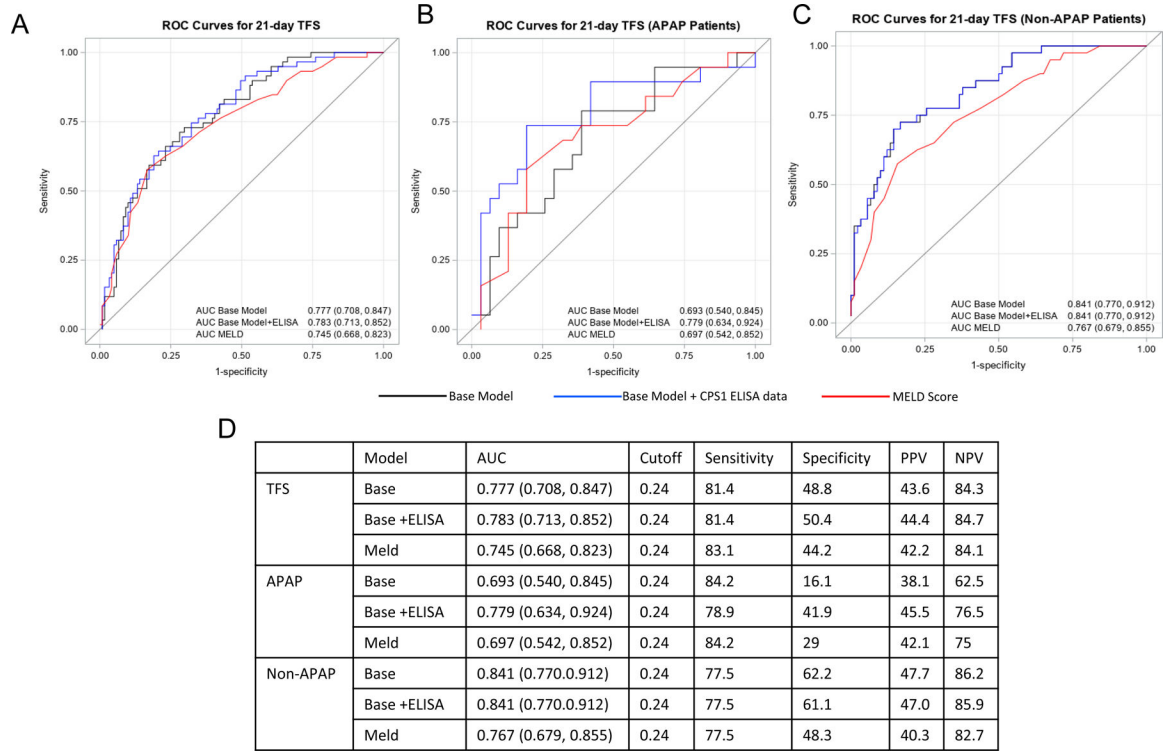 A
ROC Curves for 21-day TFS
1.00
0.75
0.50
0.25
0.00
Sensitivity
AUC Base Model 0.777 (0.708, 0.847)
AUC Base Model+ELISA 0.783 (0.713, 0.852)
AUC MELD 0.745 (0.668, 0.823)
0.00 0.25 0.50 0.75 1.00
1-specificity
B
ROC Curves for 21-day TFS (APAP Patients)
1.00
0.75
0.50
0.25
0.00
Sensitivity
AUC Base Model 0.693 (0.540, 0.845)
AUC Base Model+ELISA 0.779 (0.634, 0.924)
AUC MELD 0.697 (0.542, 0.852)
0.00 0.25 0.50 0.75 1.00
1-specificity
C
ROC Curves for 21-day TFS (Non-APAP Patients)
1.00
0.75
0.50
0.25
0.00
Sensitivity
AUC Base Model 0.841 (0.770, 0.912)
AUC Base Model+ELISA 0.841 (0.770, 0.912)
AUC MELD 0.767 (0.679, 0.855)
0.00 0.25 0.50 0.75 1.00
1-specificity
Base Model Base Model + CPS1 ELISA data MELD Score
D
Model AUC Cutoff Sensitivity Specificity PPV NPV
TFS Base 0.777 (0.708, 0.847) 0.24 81.4 48.8 43.6 84.3
Base +ELISA 0.783 (0.713, 0.852) 0.24 81.4 50.4 44.4 84.7
Meld 0.745 (0.668, 0.823) 0.24 83.1 44.2 42.2 84.1
APAP Base 0.693 (0.540, 0.845) 0.24 84.2 16.1 38.1 62.5
Base +ELISA 0.779 (0.634, 0.924) 0.24 78.9 41.9 45.5 76.5
Meld 0.697 (0.542, 0.852) 0.24 84.2 29 42.1 75
Non-APAP Base 0.841 (0.770.0.912) 0.24 77.5 62.2 47.7 86.2
Base +ELISA 0.841 (0.770.0.912) 0.24 77.5 61.1 47.0 85.9
Meld 0.767 (0.679, 0.855) 0.24 77.5 48.3 40.3 82.7